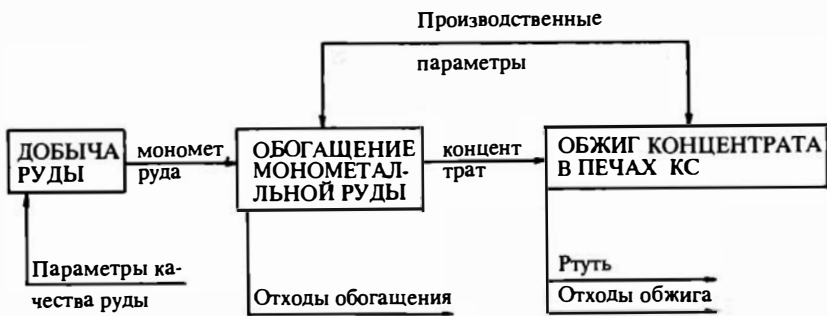 Производственные
параметры
ДОБЫЧА
РУДЫ
мономет
руда
ОБОГАЩЕНИЕ
МОНОМЕТАЛ-
ЛЬНОЙ РУДЫ
концент
трат
ОБЖИГ КОНЦЕНТРАТА
В ПЕЧАХ КС
Параметры ка-
чества руды
Отходы обогащения
Ртуть
Отходы обжига